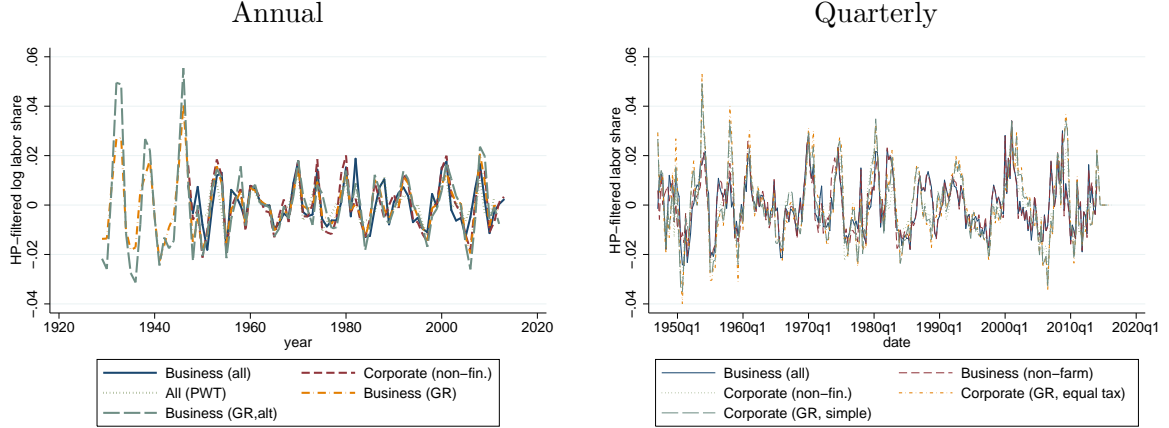 Annual
HP−filtered log labor share
.06
.04
.02
0
−.02
−.04
1920 1940 1960 1980 2000 2020
year
Business (all) Corporate (non−fin.)
All (PWT) Business (GR)
Business (GR,alt)
Quarterly
HP−filtered labor share
.06
.04
.02
0
−.02
−.04
1950q1 1960q1 1970q1 1980q1 1990q1 2000q1 2010q1 2020q1
date
Business (all) Business (non−farm)
Corporate (non−fin.) Corporate (GR, equal tax)
Corporate (GR, simple)